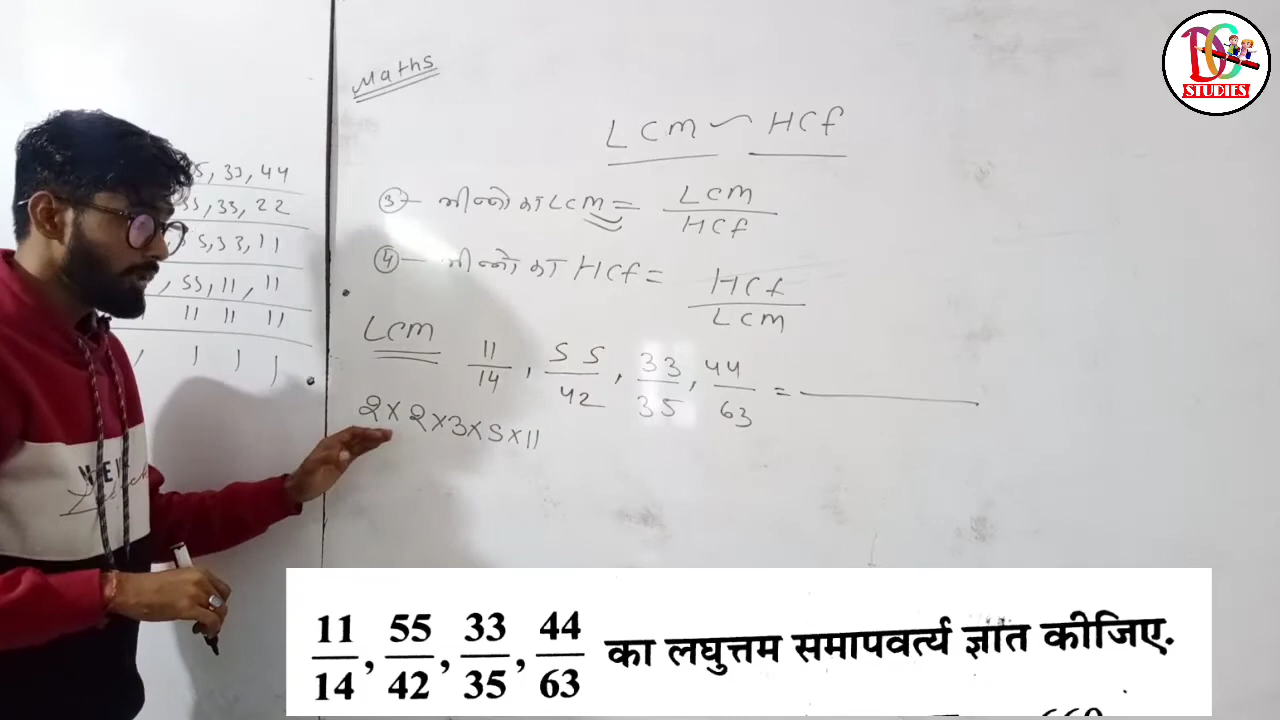 DGS
STUDIES
Maths
LCM - HCf
③- भिन्नो का LCM = LCM / HCf
④- भिन्नो का HCf = HCf / LCM
LCM 11/14, 55/42, 33/35, 44/63 =
2×2×3×5×11
5, 33, 44
55, 33, 22
55, 33, 11
, 55, 11, 11
11 11 11
1 1 1 1
11/14, 55/42, 33/35, 44/63 का लघुत्तम समापवर्त्य ज्ञात कीजिए.